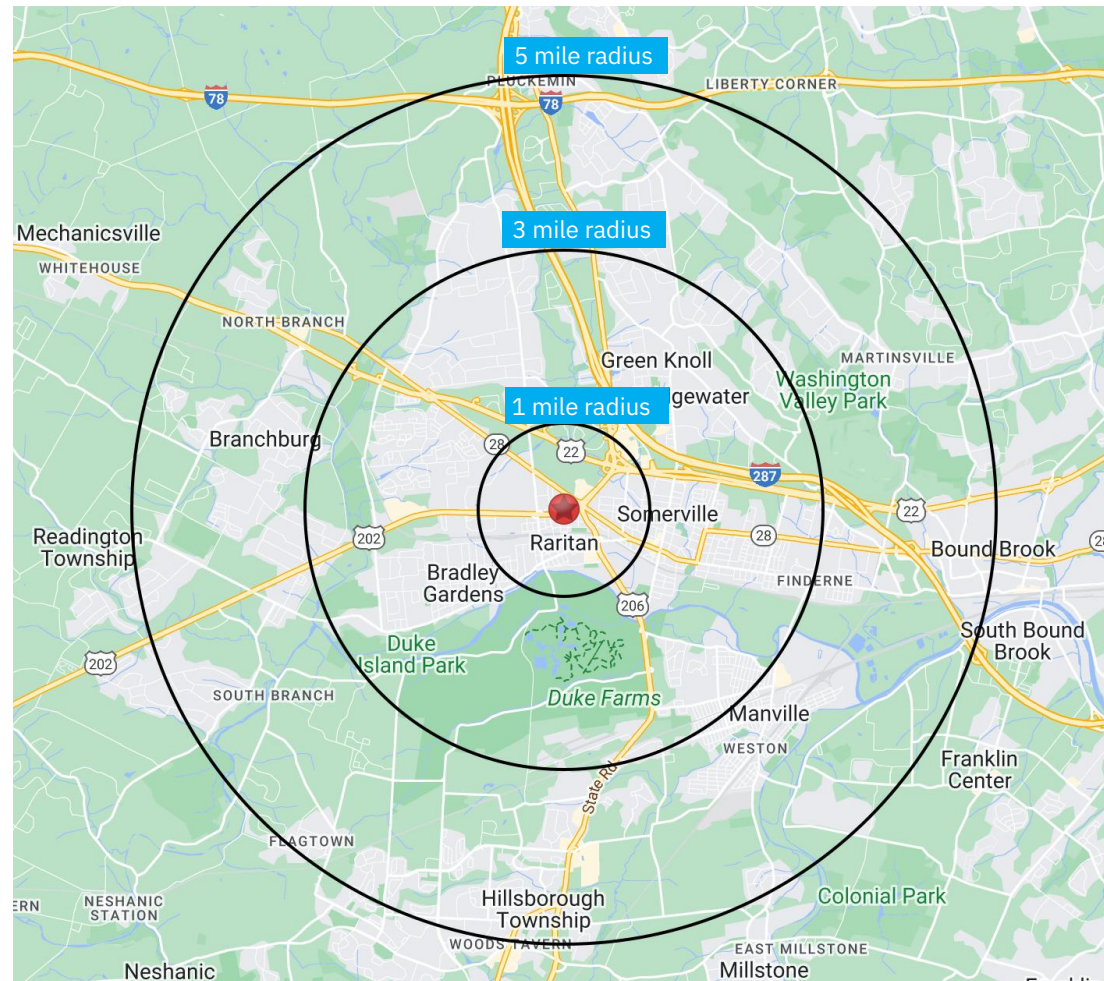 5 mile radius
PLUCKEMIN
LIBERTY CORNER
78
78
3 mile radius
Mechanicsville
WHITEHOUSE
NORTH BRANCH
Green Knoll
MARTINSVILLE
Washington
Valley Park
1 mile radius
dgewater
Branchburg
28
22
287
22
Somerville
Readington
Township
202
Raritan
28
Bound Brook
28
Bradley
Gardens
FINDERNE
206
Duke
Island Park
South Bound
Brook
202
SOUTH BRANCH
Duke Farms
Manville
WESTON
Franklin
Center
State Rd
FLAGTOWN
Hillsborough
Township
Colonial Park
ERN
NESHANIC
STATION
WOODS TAVERN
EAST MILLSTONE
Neshanic
Millstone